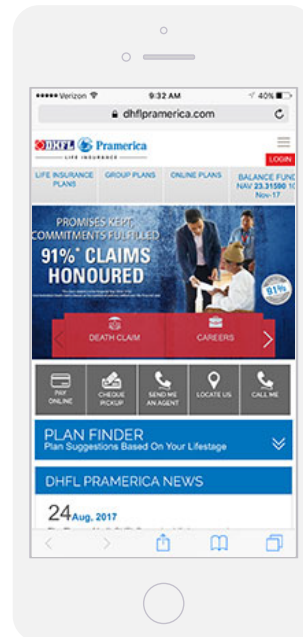 Verizon 9:32 AM 40%
dhflpramerica.com
DHFL Pramerica
LIFE INSURANCE
LOGIN
LIFE INSURANCE PLANS
GROUP PLANS
ONLINE PLANS
BALANCE FUND
NAV 23.31590 10
Nov-17
PROMISES KEPT,
COMMITMENTS FULFILLED
91%* CLAIMS
HONOURED
91%
DEATH CLAIM
CAREERS
PAY ONLINE
CHEQUE PICKUP
SEND ME AN AGENT
LOCATE US
CALL ME
PLAN FINDER
Plan Suggestions Based On Your Lifestage
DHFL PRAMERICA NEWS
24 Aug, 2017